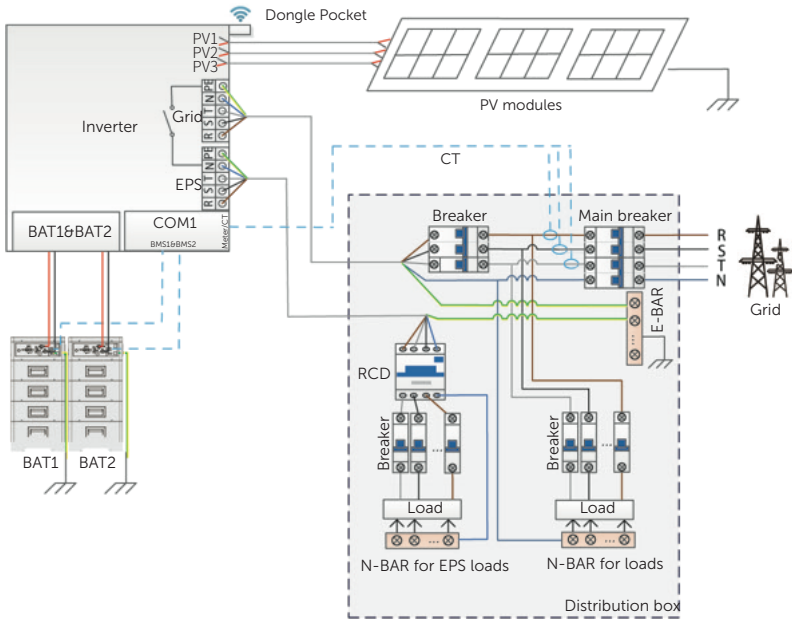 Dongle Pocket
PV1
PV2
PV3
PV modules
Inverter
Grid
R S T N PE
EPS
R S T N PE
CT
BAT1&BAT2
COM1
BMS1&BMS2
Meter/CT
Breaker
Main breaker
R
S
T
N
Grid
E-BAR
RCD
Breaker
...
Breaker
...
BAT1
BAT2
Load
Load
...
...
N-BAR for EPS loads
N-BAR for loads
Distribution box